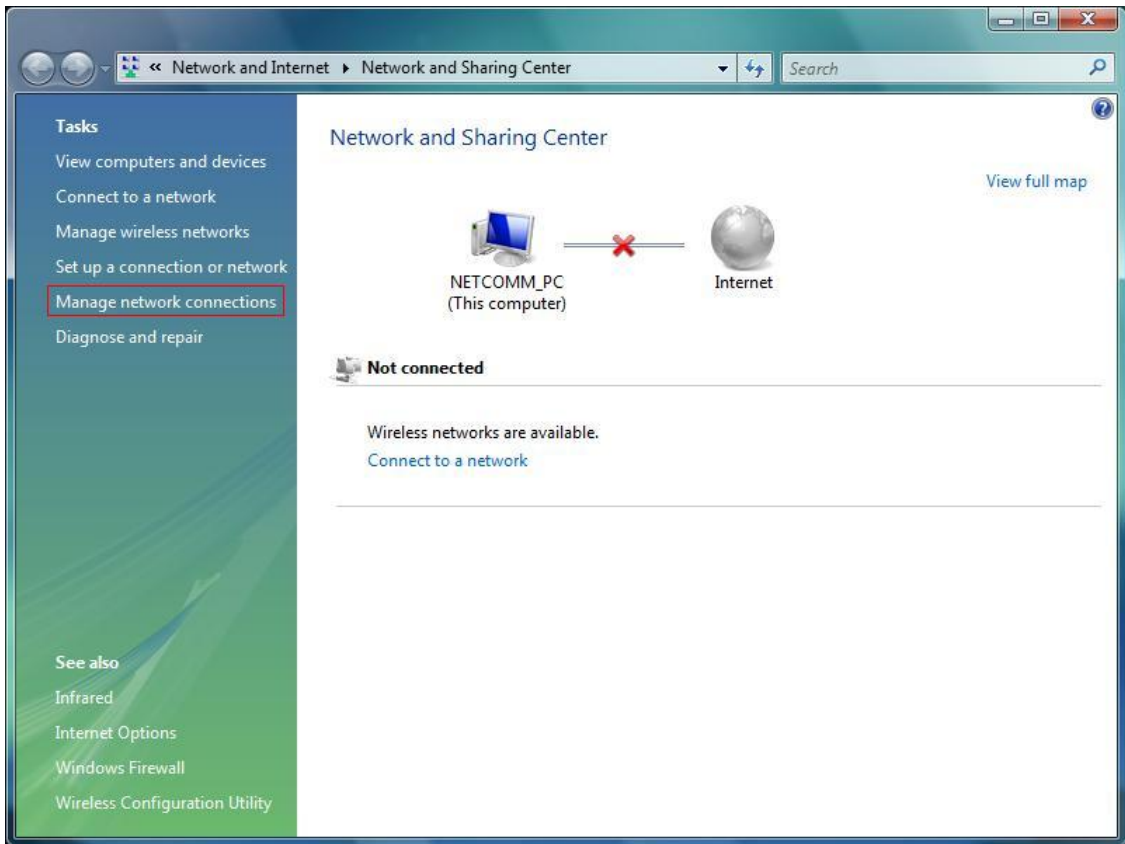 « Network and Internet ▸ Network and Sharing Center
Search
Tasks
View computers and devices
Connect to a network
Manage wireless networks
Set up a connection or network
Manage network connections
Diagnose and repair
See also
Infrared
Internet Options
Windows Firewall
Wireless Configuration Utility
Network and Sharing Center
View full map
NETCOMM_PC
(This computer)
Internet
Not connected
Wireless networks are available.
Connect to a network